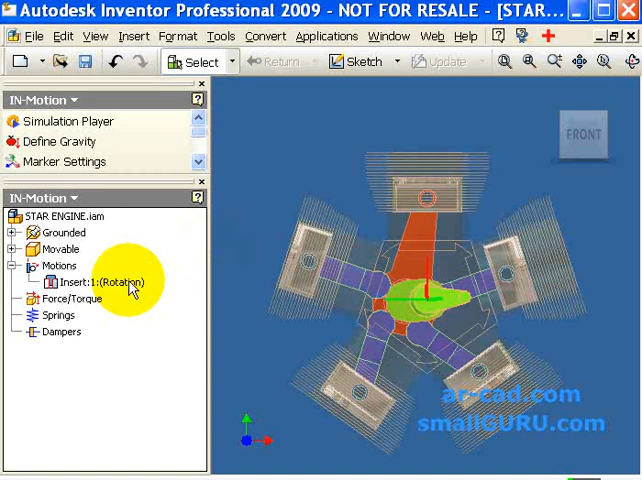 Autodesk Inventor Professional 2009 - NOT FOR RESALE - [STAR...
File Edit View Insert Format Tools Convert Applications Window Web Help
Select Return Sketch Update
IN-Motion
Simulation Player
Define Gravity
Marker Settings
IN-Motion
STAR ENGINE.iam
Grounded
Movable
Motions
Insert:1:(Rotation)
Force/Torque
Springs
Dampers
FRONT
ar-cad.com
smallGURU.com